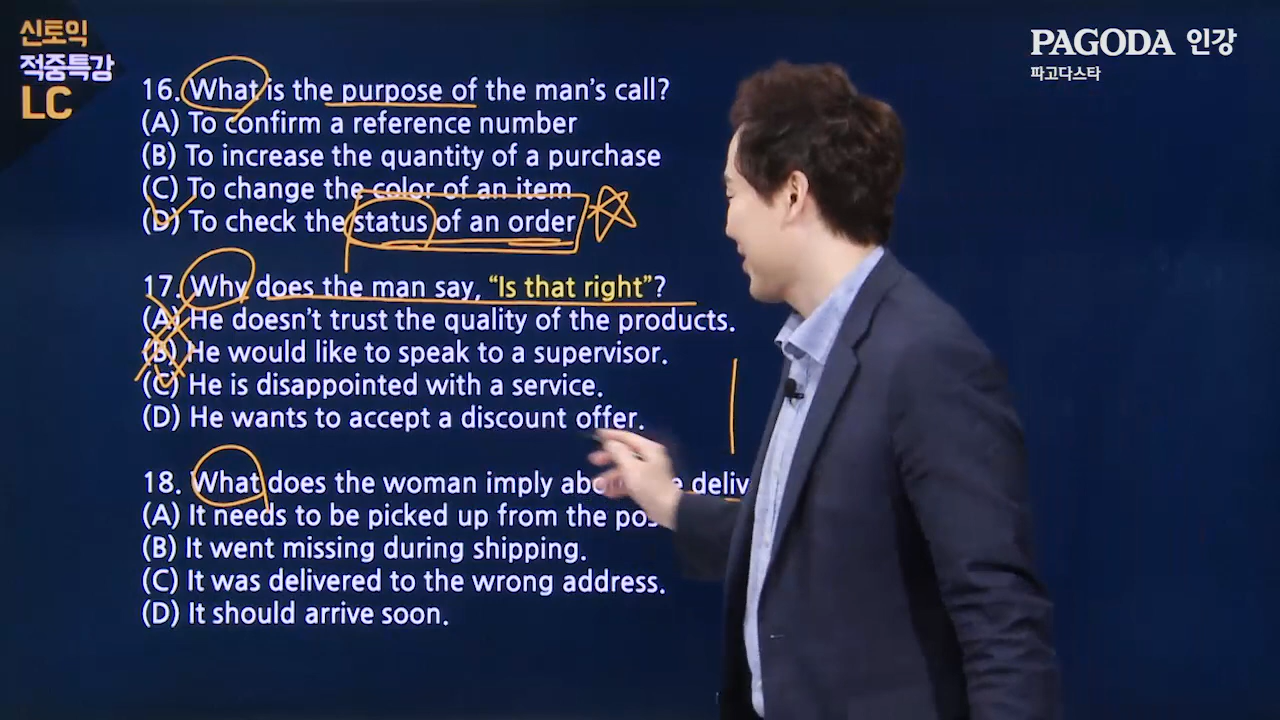 신토익
적중특강
LC
PAGODA 인강
파고다스타
16. What is the purpose of the man's call?
(A) To confirm a reference number
(B) To increase the quantity of a purchase
(C) To change the color of an item
(D) To check the status of an order
17. Why does the man say, “Is that right”?
(A) He doesn't trust the quality of the products.
(B) He would like to speak to a supervisor.
(C) He is disappointed with a service.
(D) He wants to accept a discount offer.
18. What does the woman imply
(A) It needs to be picked up from the
(B) It went missing during shipping.
(C) It was delivered to the wrong address.
(D) It should arrive soon.